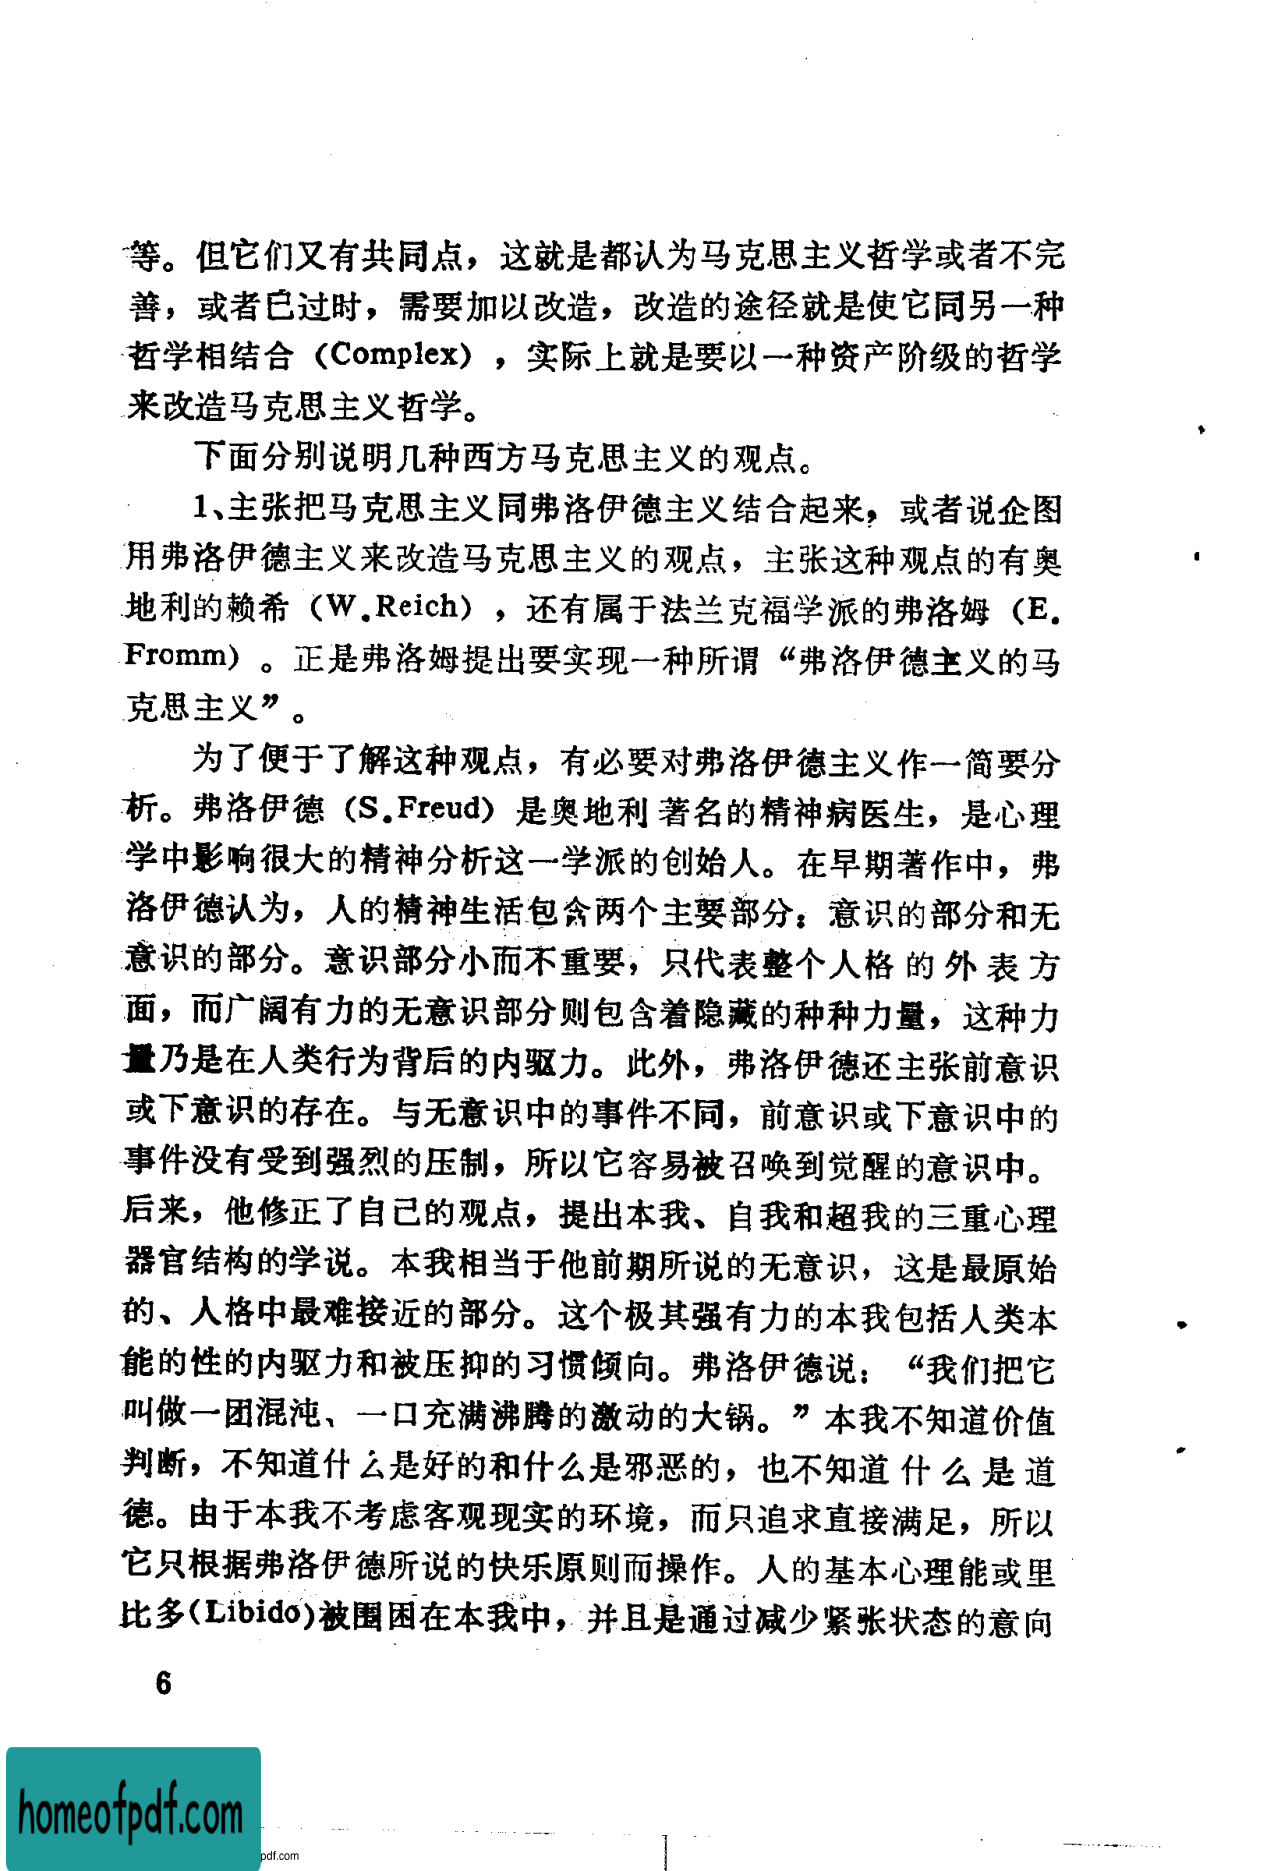 等。但它们又有共同点，这就是都认为马克思主义哲学或者不完
善，或者已过时，需要加以改造，改造的途径就是使它同另一种
哲学相结合（Complex），实际上就是要以一种资产阶级的哲学
来改造马克思主义哲学。
下面分别说明几种西方马克思主义的观点。
1、主张把马克思主义同弗洛伊德主义结合起来，或者说企图
用弗洛伊德主义来改造马克思主义的观点，主张这种观点的有奥
地利的赖希（W.Reich），还有属于法兰克福学派的弗洛姆（E.
Fromm）。正是弗洛姆提出要实现一种所谓“弗洛伊德主义的马
克思主义”。
为了便于了解这种观点，有必要对弗洛伊德主义作一简要分
析。弗洛伊德（S.Freud）是奥地利著名的精神病医生，是心理
学中影响很大的精神分析这一学派的创始人。在早期著作中，弗
洛伊德认为，人的精神生活包含两个主要部分：意识的部分和无
意识的部分。意识部分小而不重要，只代表整个人格的外表方
面，而广阔有力的无意识部分则包含着隐藏的种种力量，这种力
量乃是在人类行为背后的内驱力。此外，弗洛伊德还主张前意识
或下意识的存在。与无意识中的事件不同，前意识或下意识中的
事件没有受到强烈的压制，所以它容易被召唤到觉醒的意识中。
后来，他修正了自己的观点，提出本我、自我和超我的三重心理
器官结构的学说。本我相当于他前期所说的无意识，这是最原始
的、人格中最难接近的部分。这个极其强有力的本我包括人类本
能的性的内驱力和被压抑的习惯倾向。弗洛伊德说：“我们把它
叫做一团混沌、一口充满沸腾的激动的大锅。”本我不知道价值
判断，不知道什么是好的和什么是邪恶的，也不知道什么是道
德。由于本我不考虑客观现实的环境，而只追求直接满足，所以
它只根据弗洛伊德所说的快乐原则而操作。人的基本心理能或里
比多(Libido)被围困在本我中，并且是通过减少紧张状态的意向
6
homeofpdf.com
pdf.com